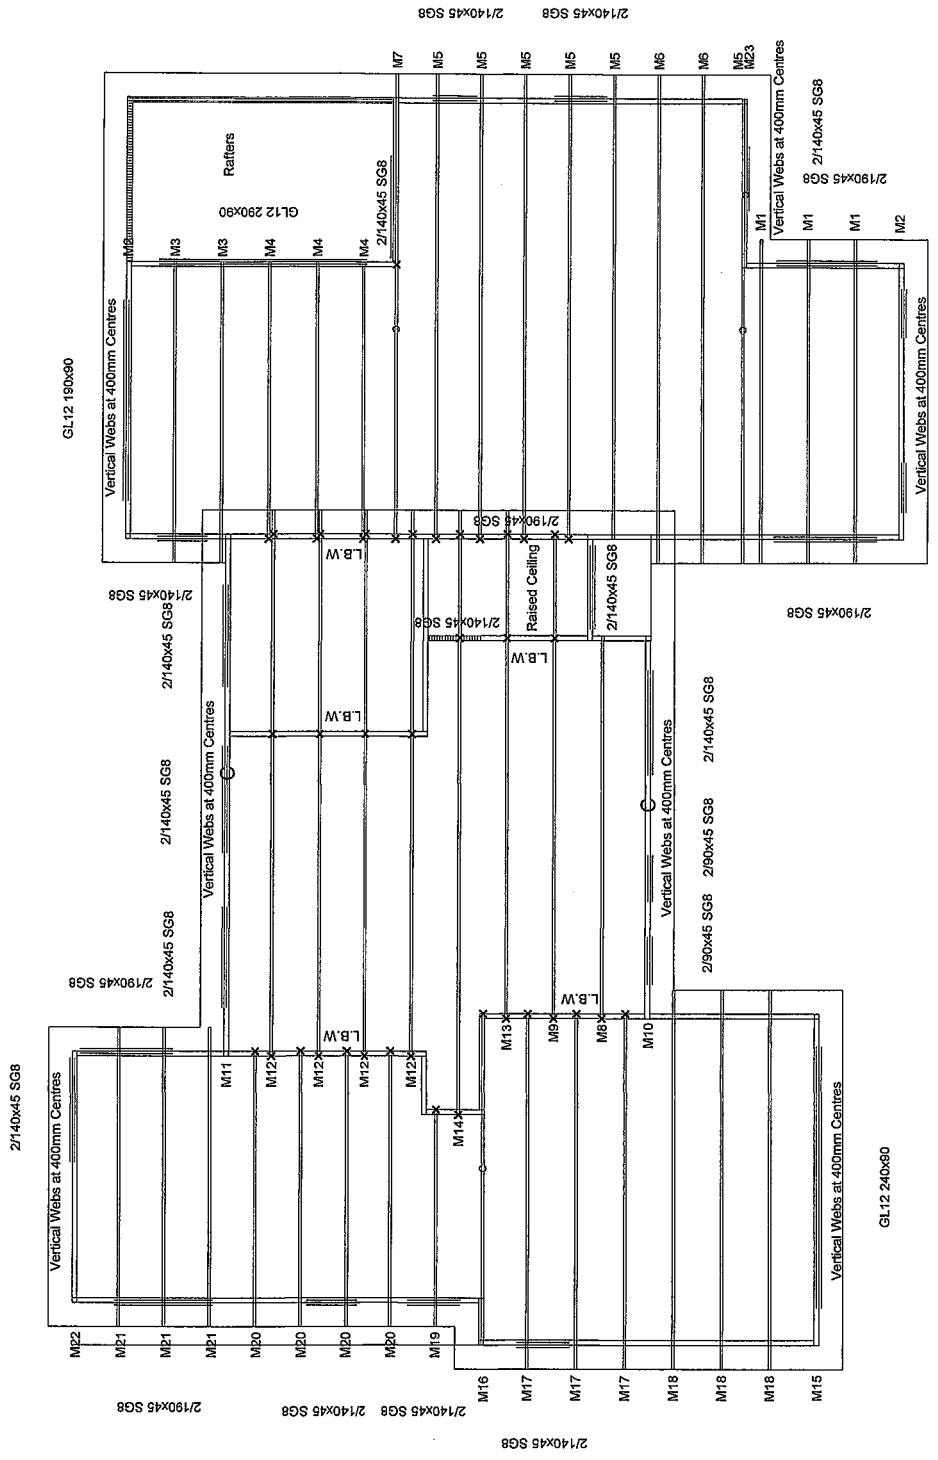 2/140x45 SG8
2/140x45 SG8
M7
M5
M5
M5
M5
M5
M6
M6
M5
M23
Vertical Webs at 400mm Centres
2/140x45 SG8
2/190x45 SG8
Rafters
GL12 290x90
2/140x45 SG8
M2
M3
M3
M4
M4
M4
M1
M1
M1
M2
GL12 190x90
Vertical Webs at 400mm Centres
Vertical Webs at 400mm Centres
2/190x45 SG8
L.B.W
Raised Ceiling
2/140x45 SG8
2/140x45 SG8
2/140x45 SG8
2/140x45 SG8
2/190x45 SG8
L.B.W
L.B.W
Vertical Webs at 400mm Centres
2/140x45 SG8
2/140x45 SG8
C
C
Vertical Webs at 400mm Centres
2/90x45 SG8
2/140x45 SG8
2/90x45 SG8
2/190x45 SG8
L.B.W
L.B.W
M11
M12
M12
M12
M12
M14
M13
M9
M8
M10
2/140x45 SG8
Vertical Webs at 400mm Centres
Vertical Webs at 400mm Centres
GL12 240x90
M22
M21
M21
M21
M20
M20
M20
M20
M19
M16
M17
M17
M17
M18
M18
M18
M15
2/190x45 SG8
2/140x45 SG8
2/140x45 SG8
2/140x45 SG8